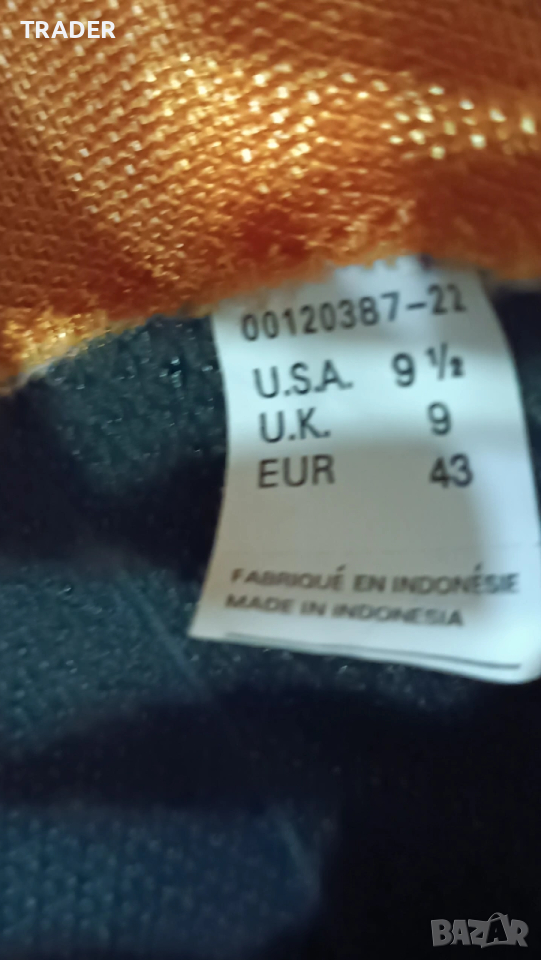 TRADER
00120387-22
U.S.A. 9 ½
U.K. 9
EUR 43
FABRIQUÉ EN INDONÉSIE
MADE IN INDONESIA
BAZAR